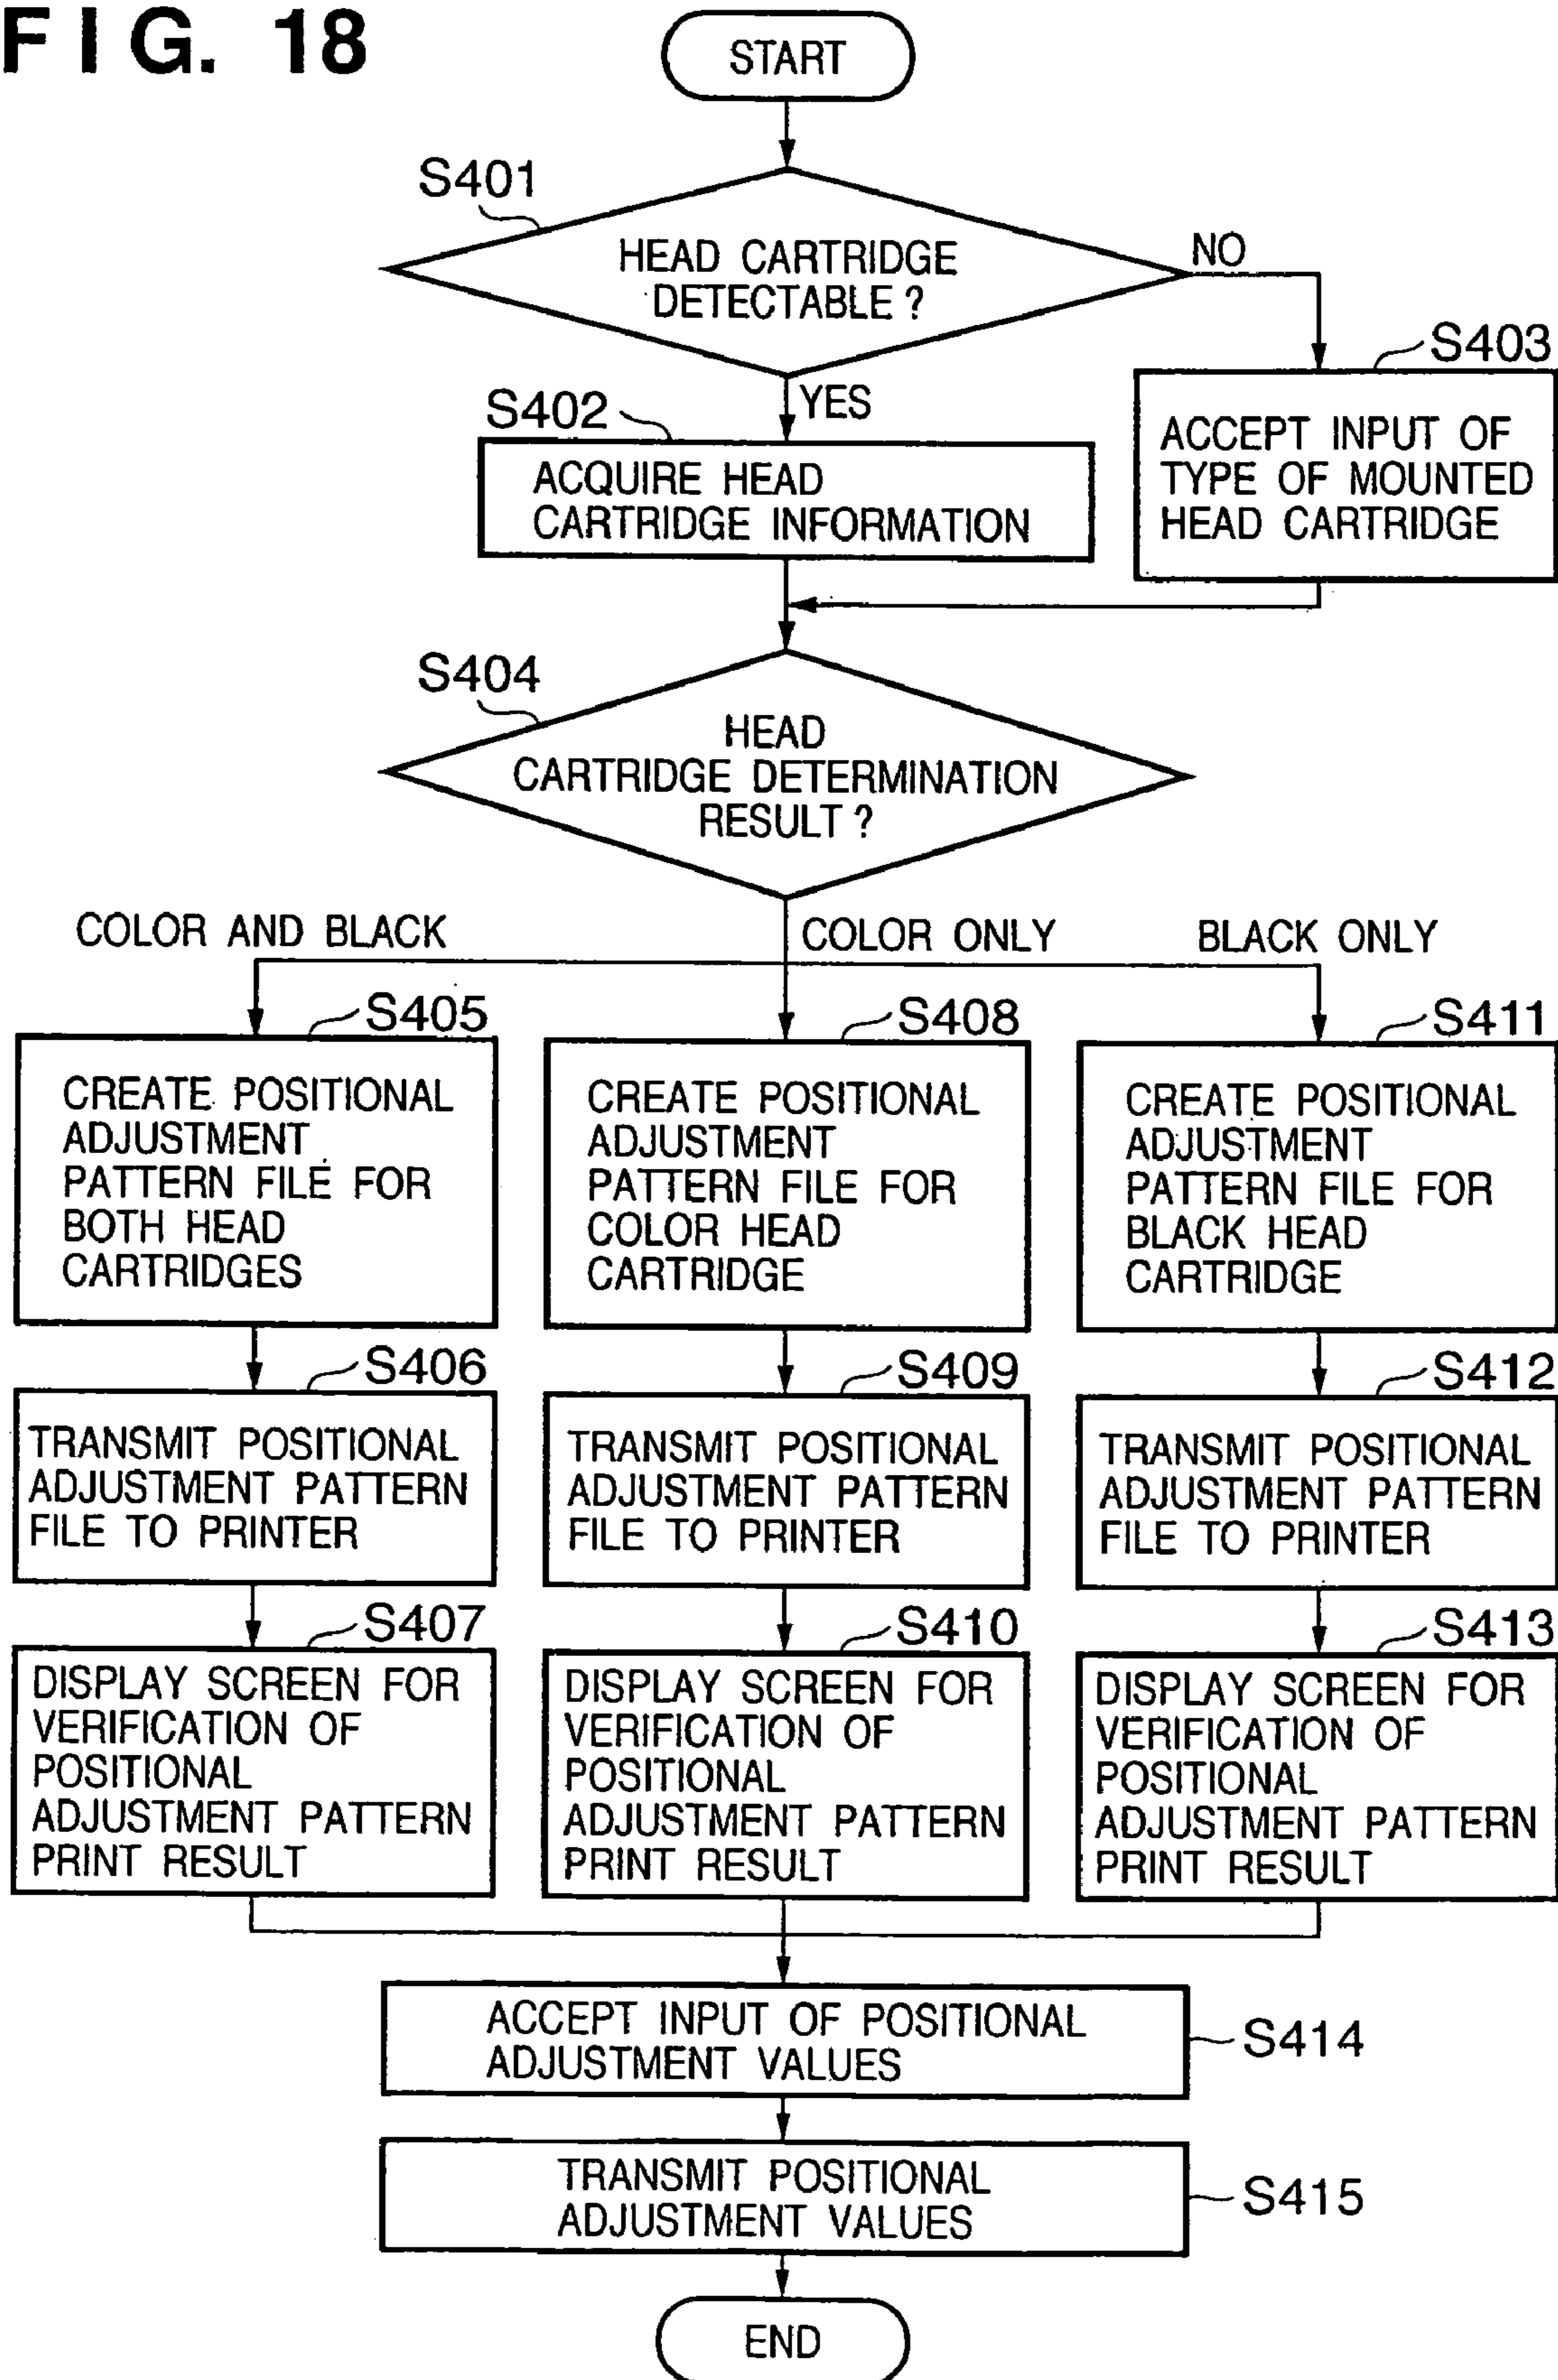 FIG. 18
START
S401
HEAD CARTRIDGE
DETECTABLE ?
NO
S403
ACCEPT INPUT OF
TYPE OF MOUNTED
HEAD CARTRIDGE
YES
S402
ACQUIRE HEAD
CARTRIDGE INFORMATION
S404
HEAD
CARTRIDGE DETERMINATION
RESULT ?
COLOR AND BLACK
COLOR ONLY
BLACK ONLY
S405
CREATE POSITIONAL
ADJUSTMENT
PATTERN FILE FOR
BOTH HEAD
CARTRIDGES
S408
CREATE POSITIONAL
ADJUSTMENT
PATTERN FILE FOR
COLOR HEAD
CARTRIDGE
S411
CREATE POSITIONAL
ADJUSTMENT
PATTERN FILE FOR
BLACK HEAD
CARTRIDGE
S406
TRANSMIT POSITIONAL
ADJUSTMENT PATTERN
FILE TO PRINTER
S409
TRANSMIT POSITIONAL
ADJUSTMENT PATTERN
FILE TO PRINTER
S412
TRANSMIT POSITIONAL
ADJUSTMENT PATTERN
FILE TO PRINTER
S407
DISPLAY SCREEN FOR
VERIFICATION OF
POSITIONAL
ADJUSTMENT PATTERN
PRINT RESULT
S410
DISPLAY SCREEN FOR
VERIFICATION OF
POSITIONAL
ADJUSTMENT PATTERN
PRINT RESULT
S413
DISPLAY SCREEN FOR
VERIFICATION OF
POSITIONAL
ADJUSTMENT PATTERN
PRINT RESULT
ACCEPT INPUT OF POSITIONAL
ADJUSTMENT VALUES
S414
TRANSMIT POSITIONAL
ADJUSTMENT VALUES
S415
END